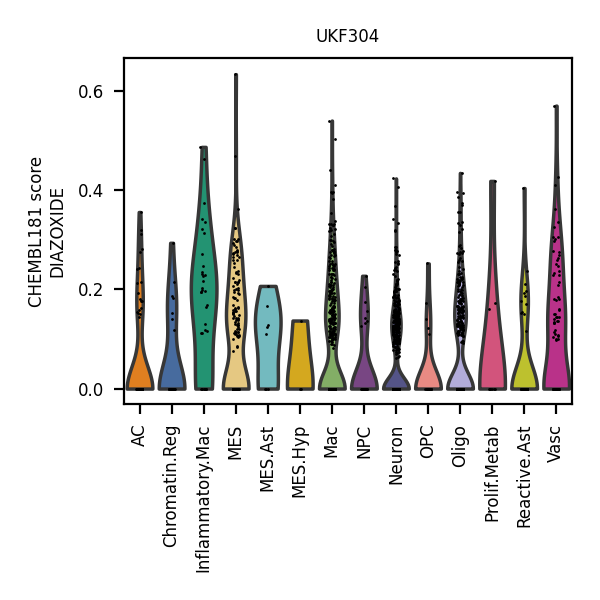 UKF304
CHEMBL181 score
DIAZOXIDE
0.6
0.4
0.2
0.0
AC
Chromatin.Reg
Inflammatory.Mac
MES
MES.Ast
MES.Hyp
Mac
NPC
Neuron
OPC
Oligo
Prolif.Metab
Reactive.Ast
Vasc